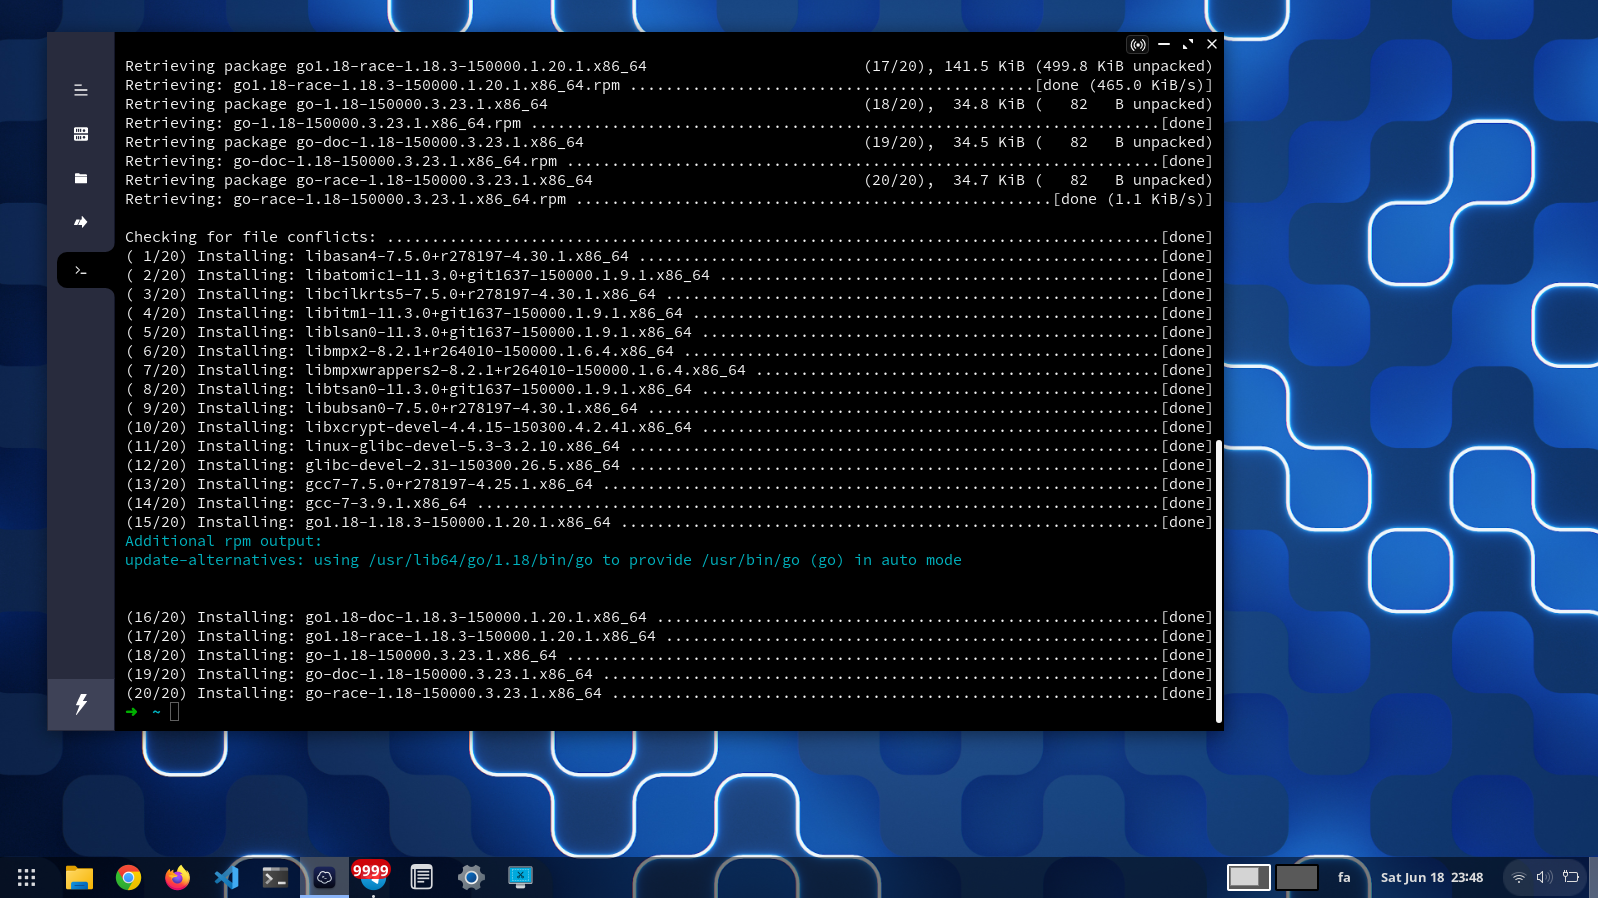 Retrieving package go1.18-race-1.18.3-150000.1.20.1.x86_64 (17/20), 141.5 KiB (499.8 KiB unpacked)
Retrieving: go1.18-race-1.18.3-150000.1.20.1.x86_64.rpm .............................................[done (465.0 KiB/s)]
Retrieving package go-1.18-150000.3.23.1.x86_64 (18/20),  34.8 KiB (   82   B unpacked)
Retrieving: go-1.18-150000.3.23.1.x86_64.rpm ......................................................................[done]
Retrieving package go-doc-1.18-150000.3.23.1.x86_64 (19/20),  34.5 KiB (   82   B unpacked)
Retrieving: go-doc-1.18-150000.3.23.1.x86_64.rpm ..................................................................[done]
Retrieving package go-race-1.18-150000.3.23.1.x86_64 (20/20),  34.7 KiB (   82   B unpacked)
Retrieving: go-race-1.18-150000.3.23.1.x86_64.rpm .....................................................[done (1.1 KiB/s)]
Checking for file conflicts: ......................................................................................[done]
( 1/20) Installing: libasan4-7.5.0+r278197-4.30.1.x86_64 ..........................................................[done]
( 2/20) Installing: libatomic1-11.3.0+git1637-150000.1.9.1.x86_64 .................................................[done]
( 3/20) Installing: libcilkrts5-7.5.0+r278197-4.30.1.x86_64 .......................................................[done]
( 4/20) Installing: libitm1-11.3.0+git1637-150000.1.9.1.x86_64 ....................................................[done]
( 5/20) Installing: liblsan0-11.3.0+git1637-150000.1.9.1.x86_64 ...................................................[done]
( 6/20) Installing: libmpx2-8.2.1+r264010-150000.1.6.4.x86_64 .....................................................[done]
( 7/20) Installing: libmpxwrappers2-8.2.1+r264010-150000.1.6.4.x86_64 .............................................[done]
( 8/20) Installing: libtsan0-11.3.0+git1637-150000.1.9.1.x86_64 ...................................................[done]
( 9/20) Installing: libubsan0-7.5.0+r278197-4.30.1.x86_64 .........................................................[done]
(10/20) Installing: libxcrypt-devel-4.4.15-150300.4.2.41.x86_64 ...................................................[done]
(11/20) Installing: linux-glibc-devel-5.3-3.2.10.x86_64 ...........................................................[done]
(12/20) Installing: glibc-devel-2.31-150300.26.5.x86_64 ...........................................................[done]
(13/20) Installing: gcc7-7.5.0+r278197-4.25.1.x86_64 ..............................................................[done]
(14/20) Installing: gcc-7-3.9.1.x86_64 ............................................................................[done]
(15/20) Installing: go1.18-1.18.3-150000.1.20.1.x86_64 ............................................................[done]
Additional rpm output:
update-alternatives: using /usr/lib64/go/1.18/bin/go to provide /usr/bin/go (go) in auto mode
(16/20) Installing: go1.18-doc-1.18.3-150000.1.20.1.x86_64 ........................................................[done]
(17/20) Installing: go1.18-race-1.18.3-150000.1.20.1.x86_64 .......................................................[done]
(18/20) Installing: go-1.18-150000.3.23.1.x86_64 ..................................................................[done]
(19/20) Installing: go-doc-1.18-150000.3.23.1.x86_64 ..............................................................[done]
(20/20) Installing: go-race-1.18-150000.3.23.1.x86_64 .............................................................[done]
➜  ~
9999
fa
Sat Jun 18 23:48